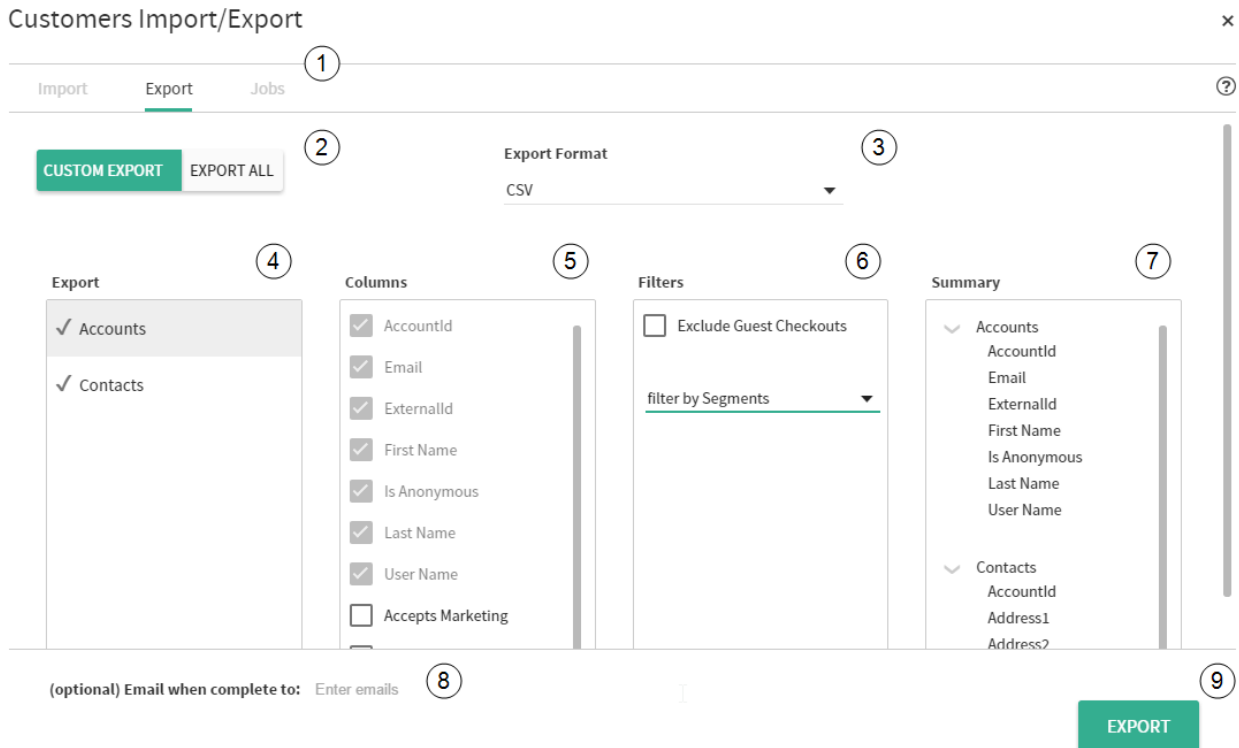 Customers Import/Export
×
1
Import Export Jobs
?
2
3
CUSTOM EXPORT EXPORT ALL
Export Format
CSV
4
5
6
7
Export
Accounts
Contacts
Columns
AccountId
Email
ExternalId
First Name
Is Anonymous
Last Name
User Name
Accepts Marketing
Filters
Exclude Guest Checkouts
filter by Segments
Summary
Accounts
AccountId
Email
ExternalId
First Name
Is Anonymous
Last Name
User Name
Contacts
AccountId
Address1
Address2
(optional) Email when complete to: Enter emails
8
9
EXPORT